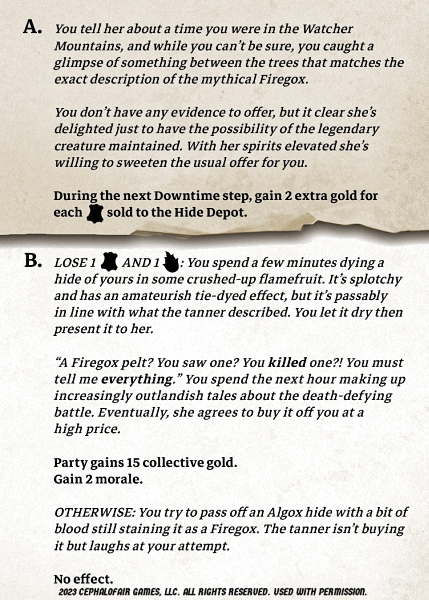 A. You tell her about a time you were in the Watcher
Mountains, and while you can't be sure, you caught a
glimpse of something between the trees that matches the
exact description of the mythical Firegox.
You don't have any evidence to offer, but it clear she's
delighted just to have the possibility of the legendary
creature maintained. With her spirits elevated she's
willing to sweeten the usual offer for you.
During the next Downtime step, gain 2 extra gold for
each sold to the Hide Depot.
B. LOSE 1 AND 1 : You spend a few minutes dying a
hide of yours in some crushed-up flamefruit. It's splotchy
and has an amateurish tie-dyed effect, but it's passably
in line with what the tanner described. You let it dry then
present it to her.
"A Firegox pelt? You saw one? You killed one?! You must
tell me everything." You spend the next hour making up
increasingly outlandish tales about the death-defying
battle. Eventually, she agrees to buy it off you at a
high price.
Party gains 15 collective gold.
Gain 2 morale.
OTHERWISE: You try to pass off an Algox hide with a bit of
blood still staining it as a Firegox. The tanner isn't buying
it but laughs at your attempt.
No effect.
2023 CEPHALOFAIR GAMES, LLC. ALL RIGHTS RESERVED. USED WITH PERMISSION.